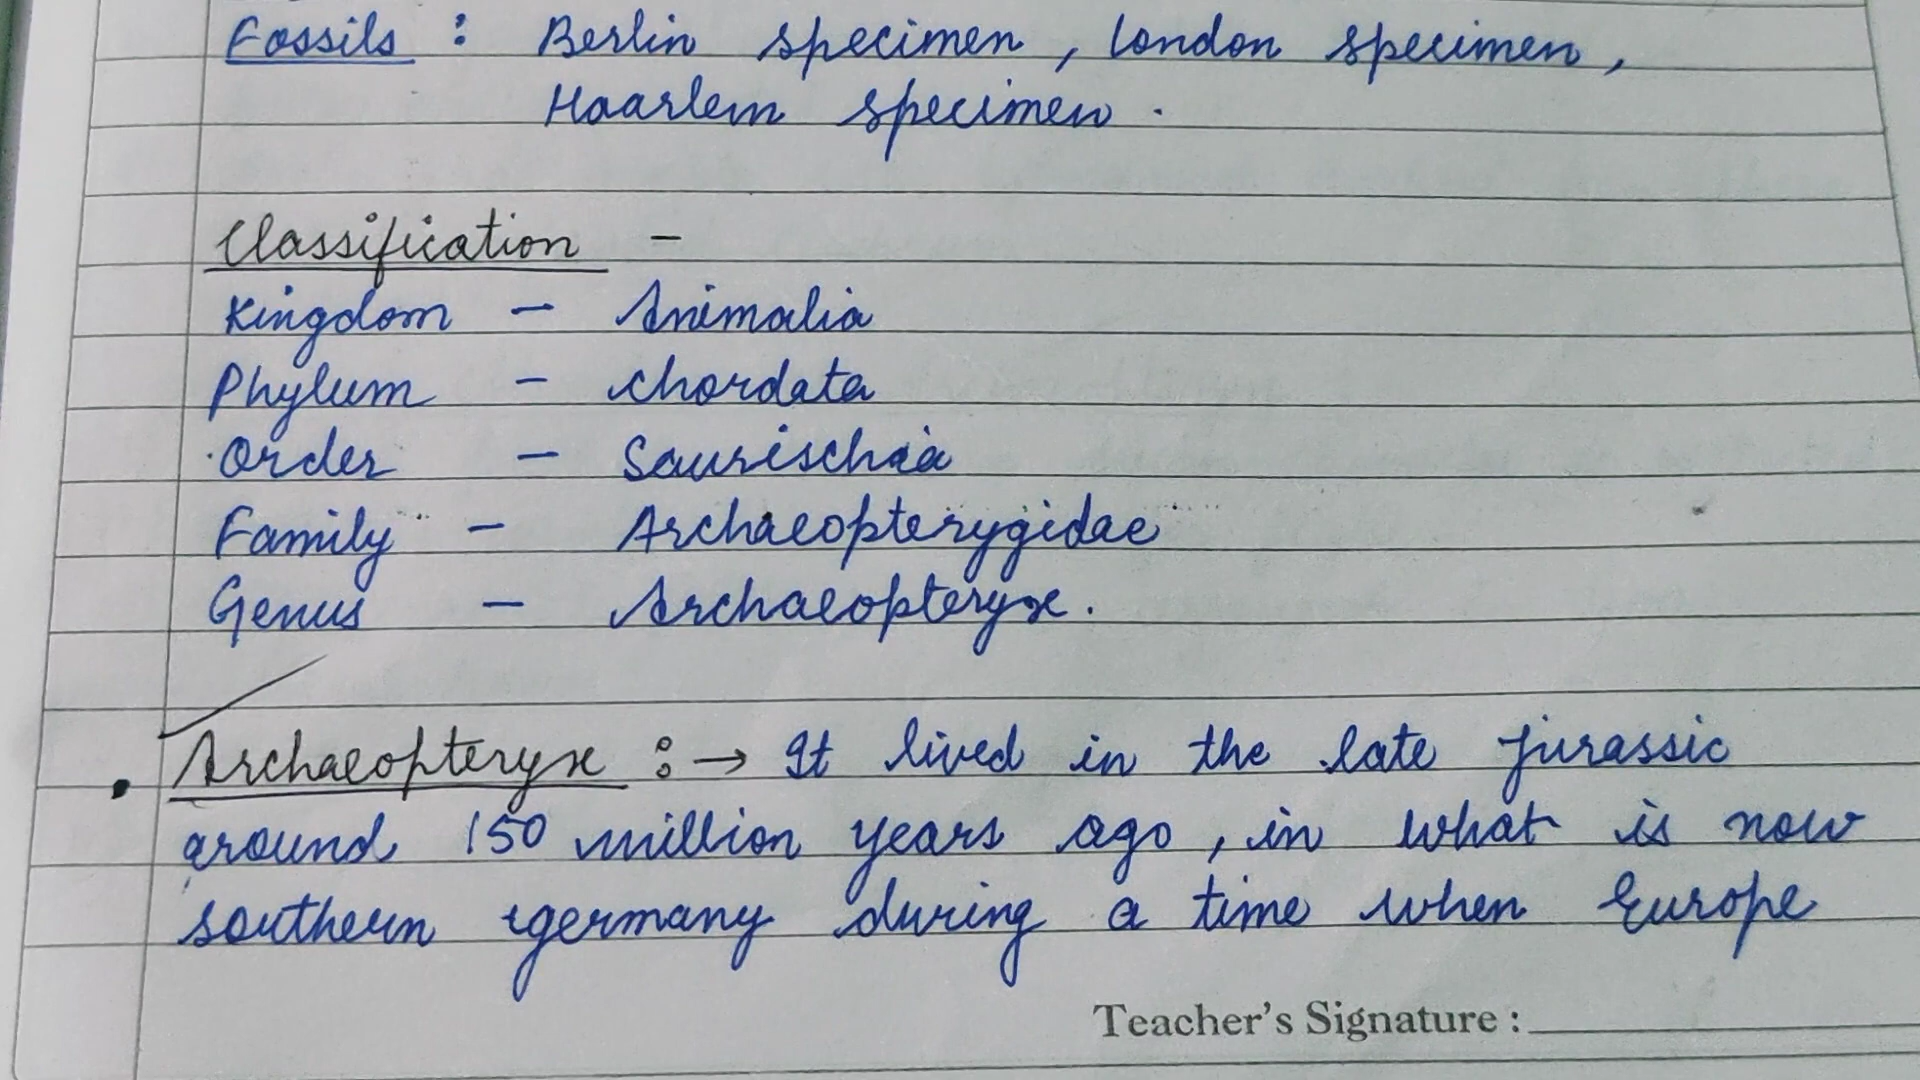 Fossils : Berlin specimen , London specimen ,
Haarlem specimen .
Classification -
Kingdom - Animalia
Phylum - Chordata
Order - Saurischia
Family - Archaeopterygidae
Genus - Archaeopteryx .
Archaeopteryx : → It lived in the late jurassic
around 150 million years ago , in what is now
southern germany during a time when Europe
Teacher's Signature :